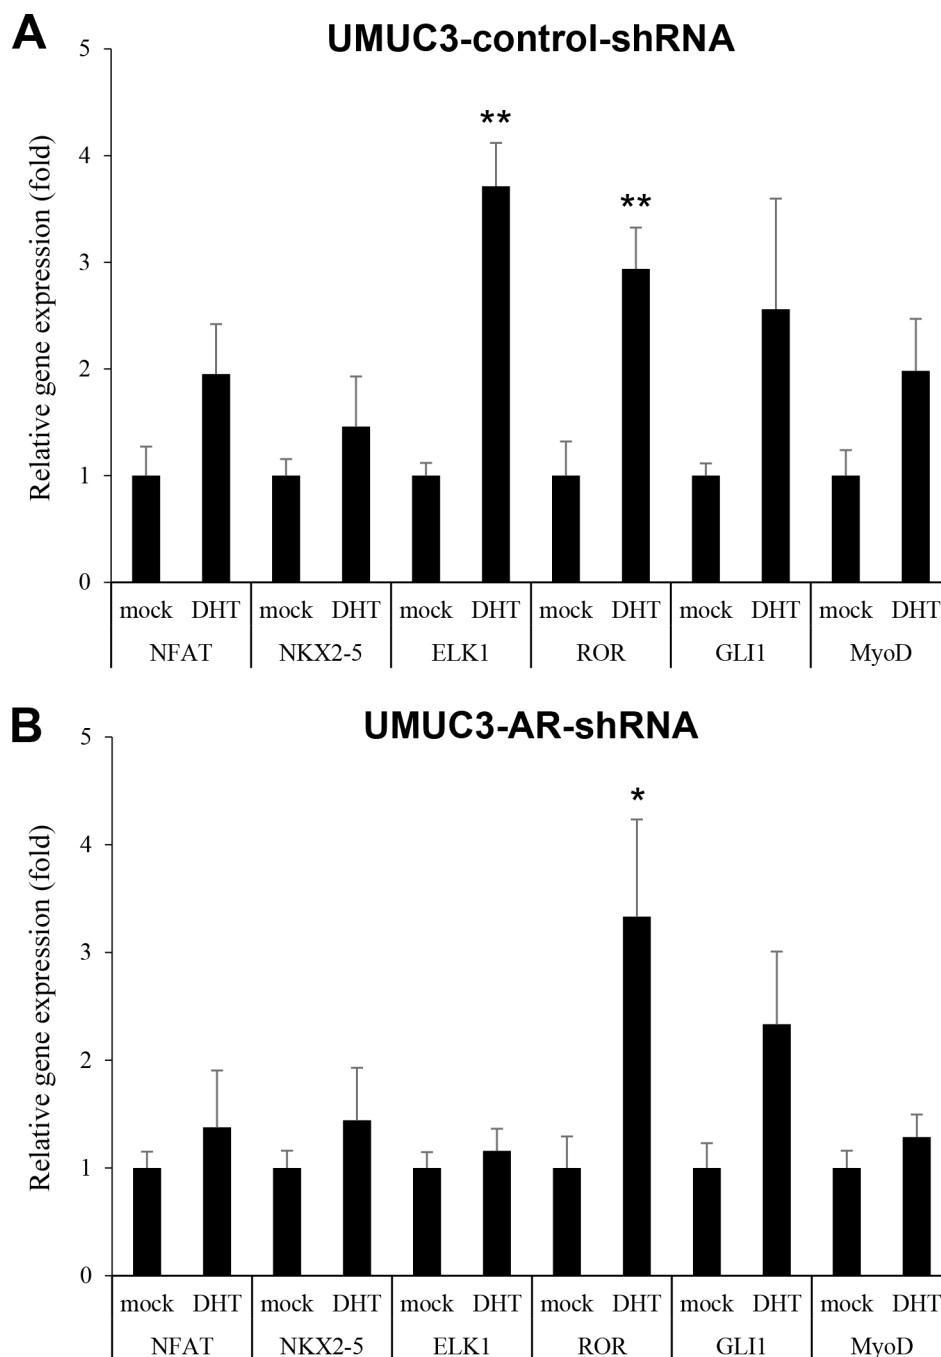 A
UMUC3-control-shRNA
Relative gene expression (fold)
5
4
3
2
1
0
**
**
mock DHT mock DHT mock DHT mock DHT mock DHT mock DHT
NFAT NKX2-5 ELK1 ROR GLI1 MyoD
B
UMUC3-AR-shRNA
Relative gene expression (fold)
5
4
3
2
1
0
*
mock DHT mock DHT mock DHT mock DHT mock DHT mock DHT
NFAT NKX2-5 ELK1 ROR GLI1 MyoD